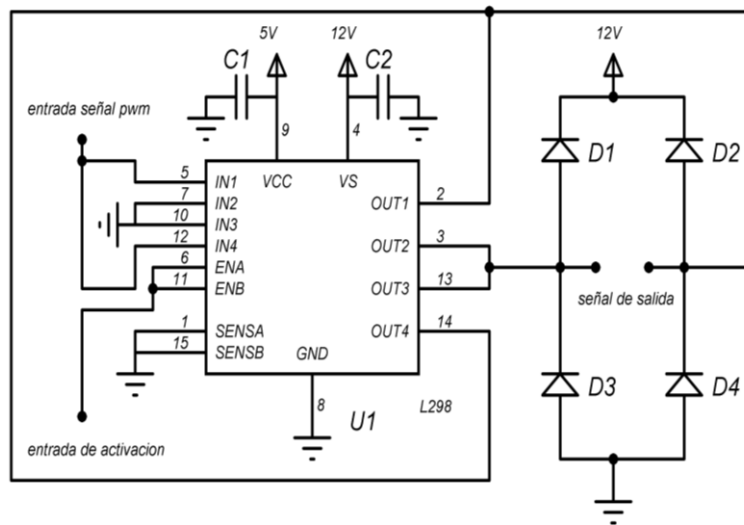 5V
12V
12V
C1
C2
entrada señal pwm
9
4
D1
D2
5
IN1
VCC
VS
7
IN2
OUT1
2
10
IN3
12
IN4
OUT2
3
6
ENA
11
ENB
OUT3
13
señal de salida
1
SENSA
OUT4
14
15
SENSB
GND
D3
D4
8
U1
L298
entrada de activacion